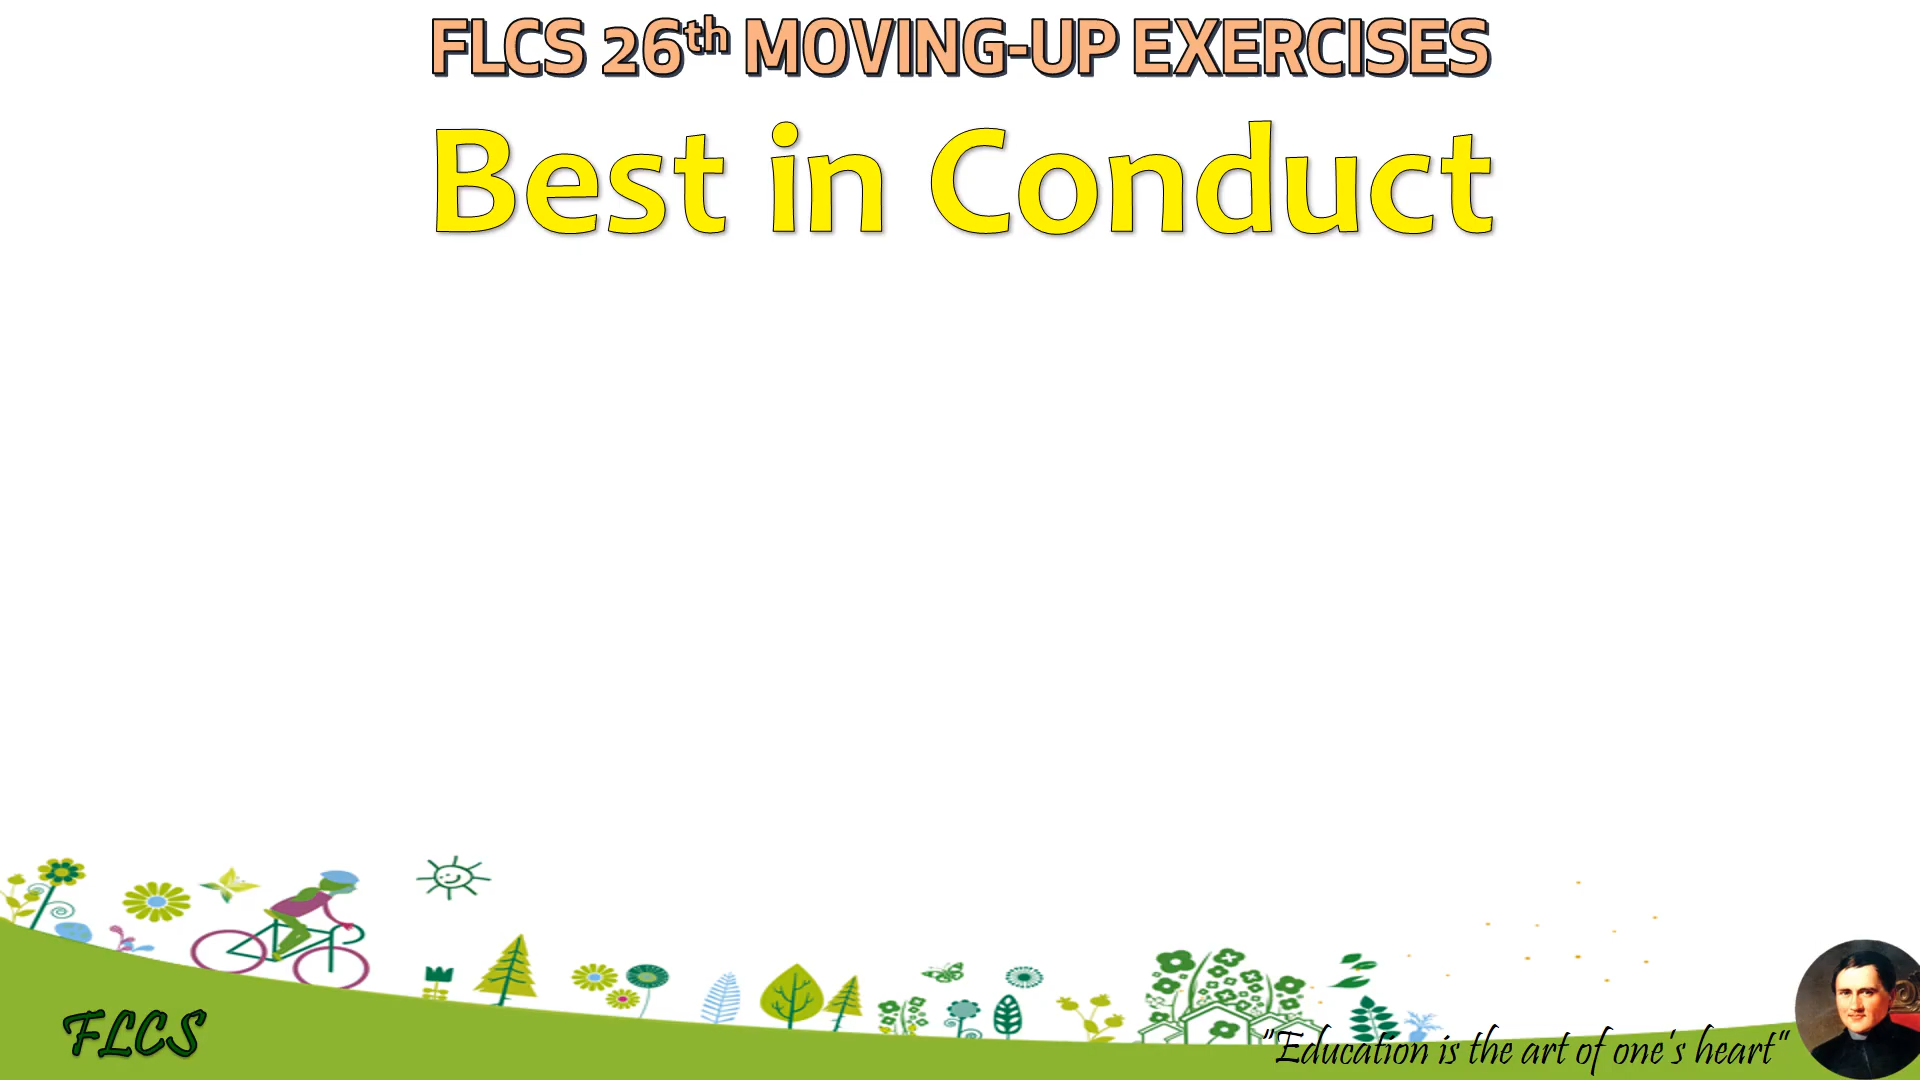 FLCS 26th MOVING-UP EXERCISES
Best in Conduct
FLCS
"Education is the art of one's heart"